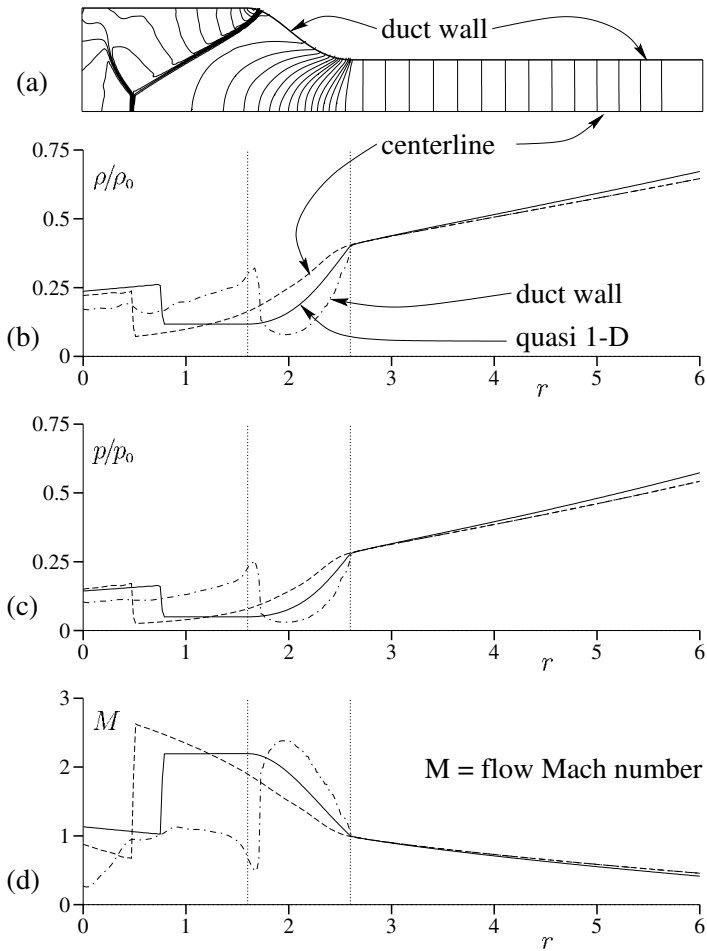 duct wall
(a)
centerline
0.75
ρ/ρ₀
0.5
0.25
duct wall
(b)
quasi 1-D
0
0 1 2 3 4 5 6
r
0.75
p/p₀
0.5
0.25
(c)
0
0 1 2 3 4 5 6
r
3
M
2
M = flow Mach number
1
(d)
0
0 1 2 3 4 5 6
r